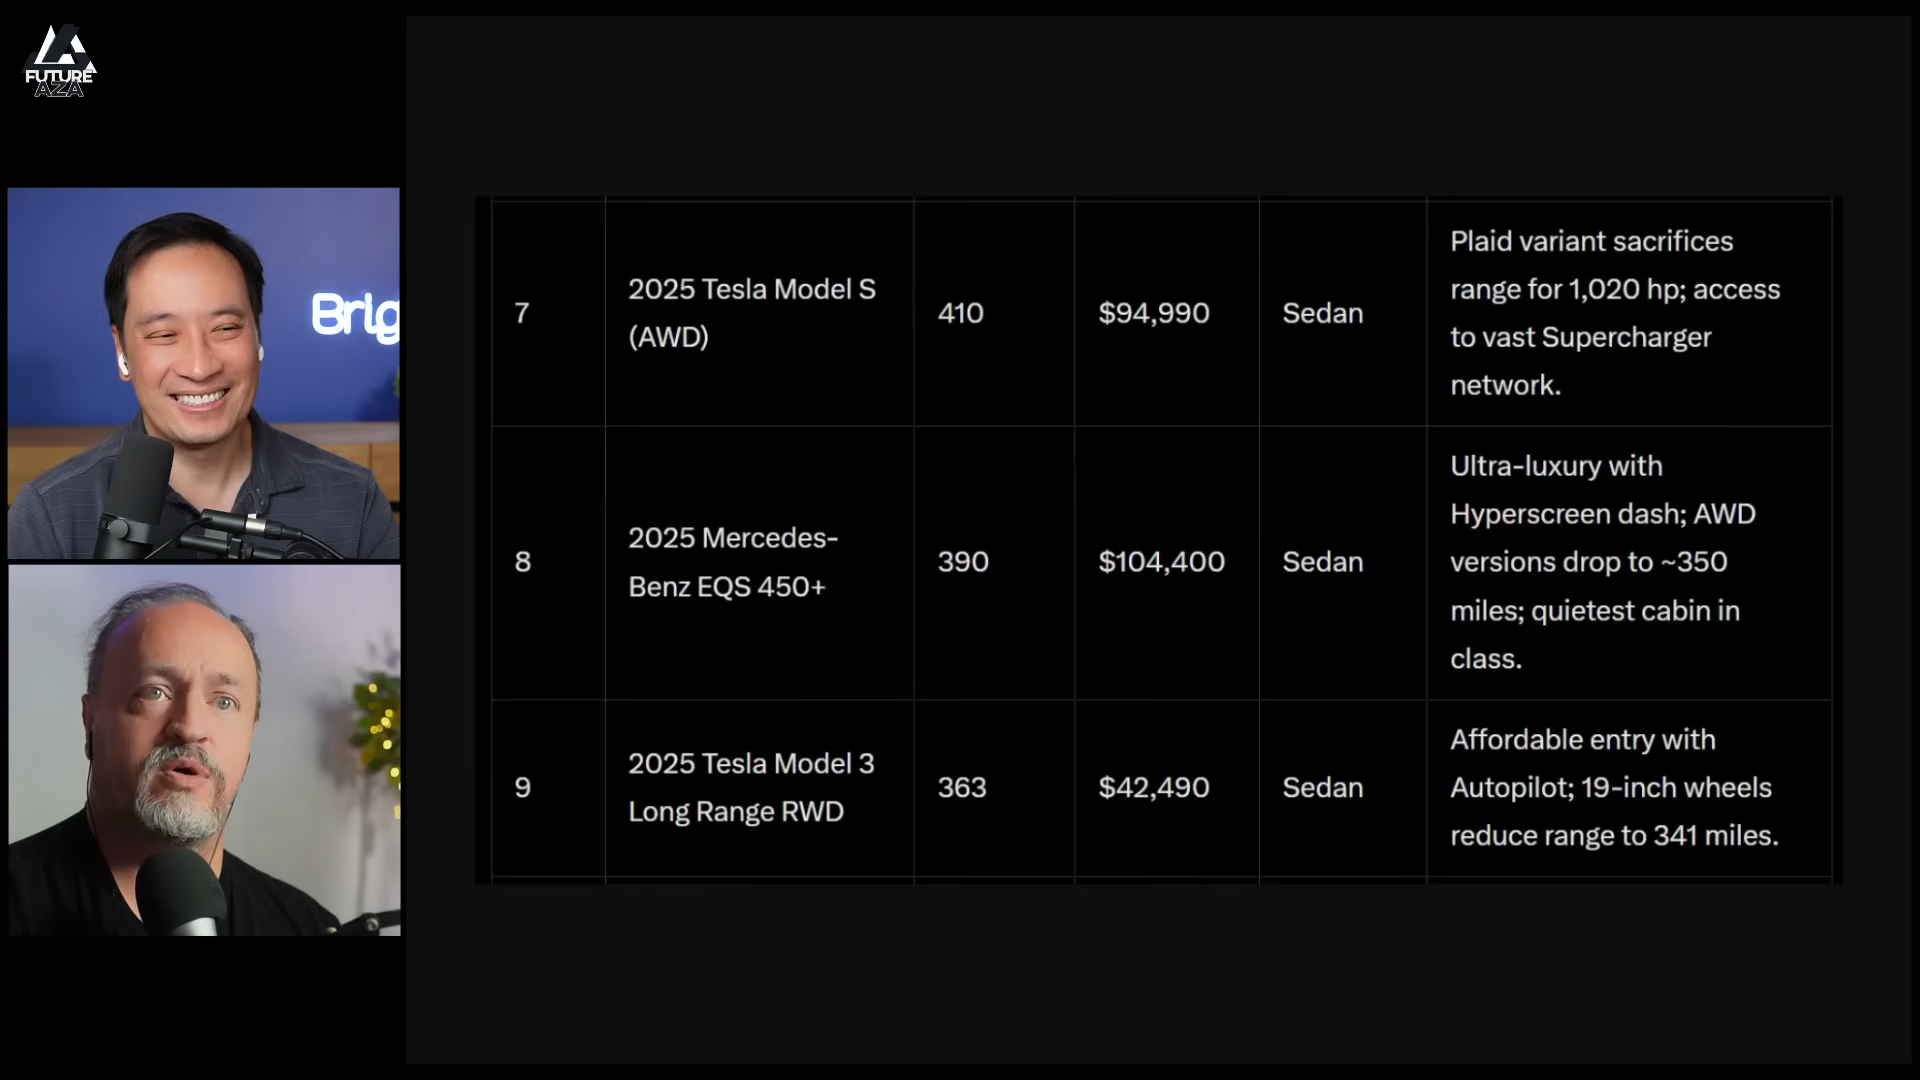 FUTURE
AZA
Brig
7
2025 Tesla Model S
(AWD)
410
$94,990
Sedan
Plaid variant sacrifices
range for 1,020 hp; access
to vast Supercharger
network.
8
2025 Mercedes-
Benz EQS 450+
390
$104,400
Sedan
Ultra-luxury with
Hyperscreen dash; AWD
versions drop to ~350
miles; quietest cabin in
class.
9
2025 Tesla Model 3
Long Range RWD
363
$42,490
Sedan
Affordable entry with
Autopilot; 19-inch wheels
reduce range to 341 miles.